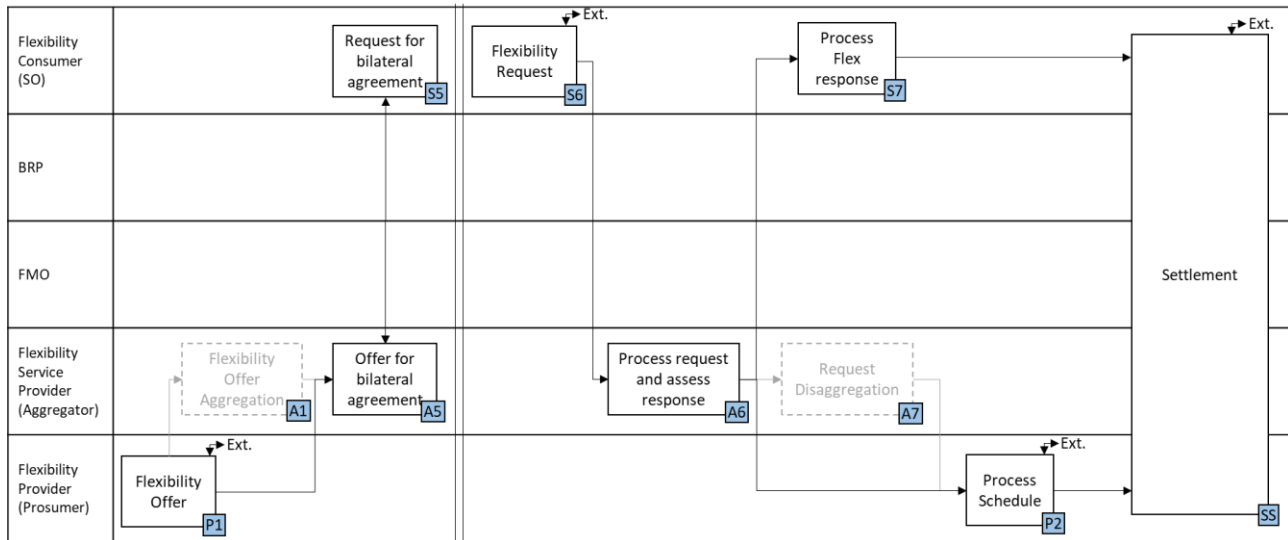 Flexibility
Consumer
(SO)
Request for
bilateral
agreement
S5
Ext.
Flexibility
Request
S6
Process
Flex
response
S7
Ext.
BRP
FMO
Settlement
SS
Flexibility
Service
Provider
(Aggregator)
Flexibility
Offer
Aggregation
A1
Offer for
bilateral
agreement
A5
Process request
and assess
response
A6
Request
Disaggregation
A7
Flexibility
Provider
(Prosumer)
Ext.
Flexibility
Offer
P1
Ext.
Process
Schedule
P2